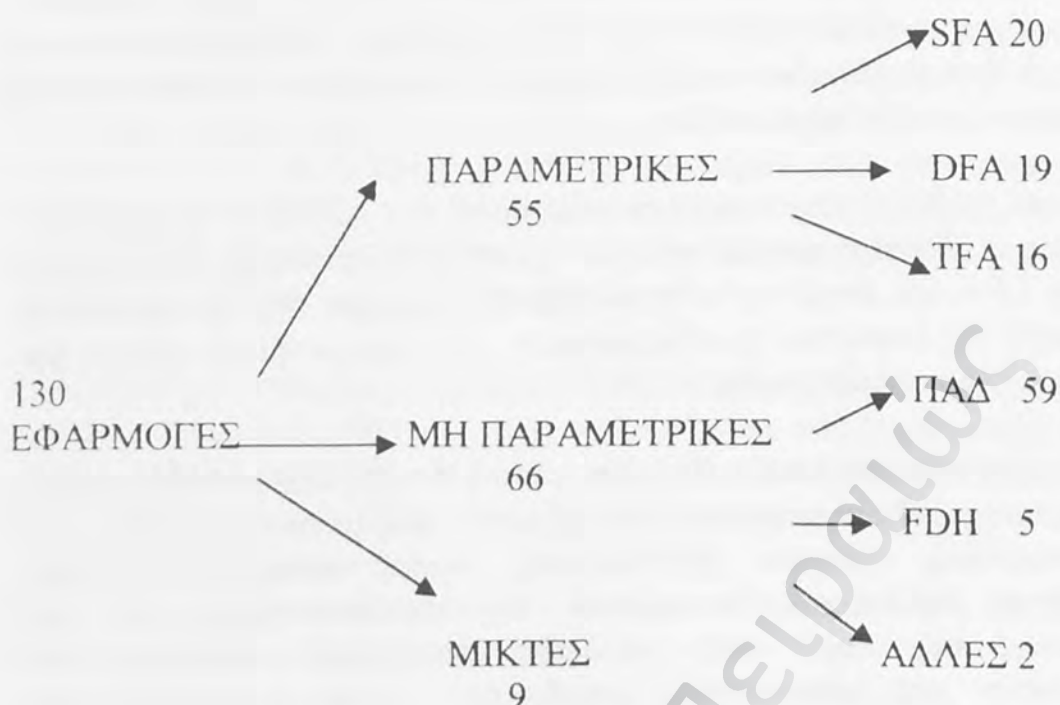 SFA 20
ΠΑΡΑΜΕΤΡΙΚΕΣ
55
DFA 19
TFA 16
130
ΕΦΑΡΜΟΓΕΣ
ΜΗ ΠΑΡΑΜΕΤΡΙΚΕΣ
66
ΠΑΔ 59
FDH 5
ΜΙΚΤΕΣ
9
ΑΛΛΕΣ 2
Πειραιώς